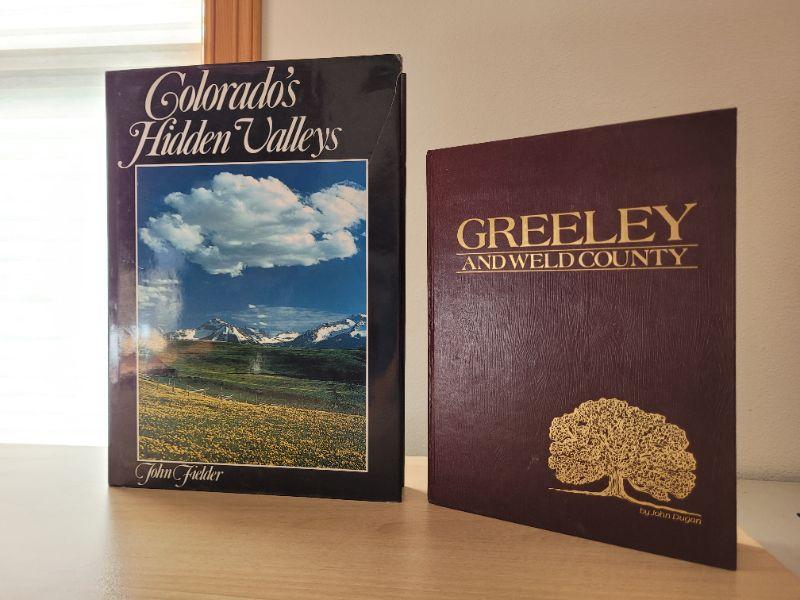 Colorado's
Hidden Valleys
John Fielder
GREELEY
AND WELD COUNTY
by John Dugan